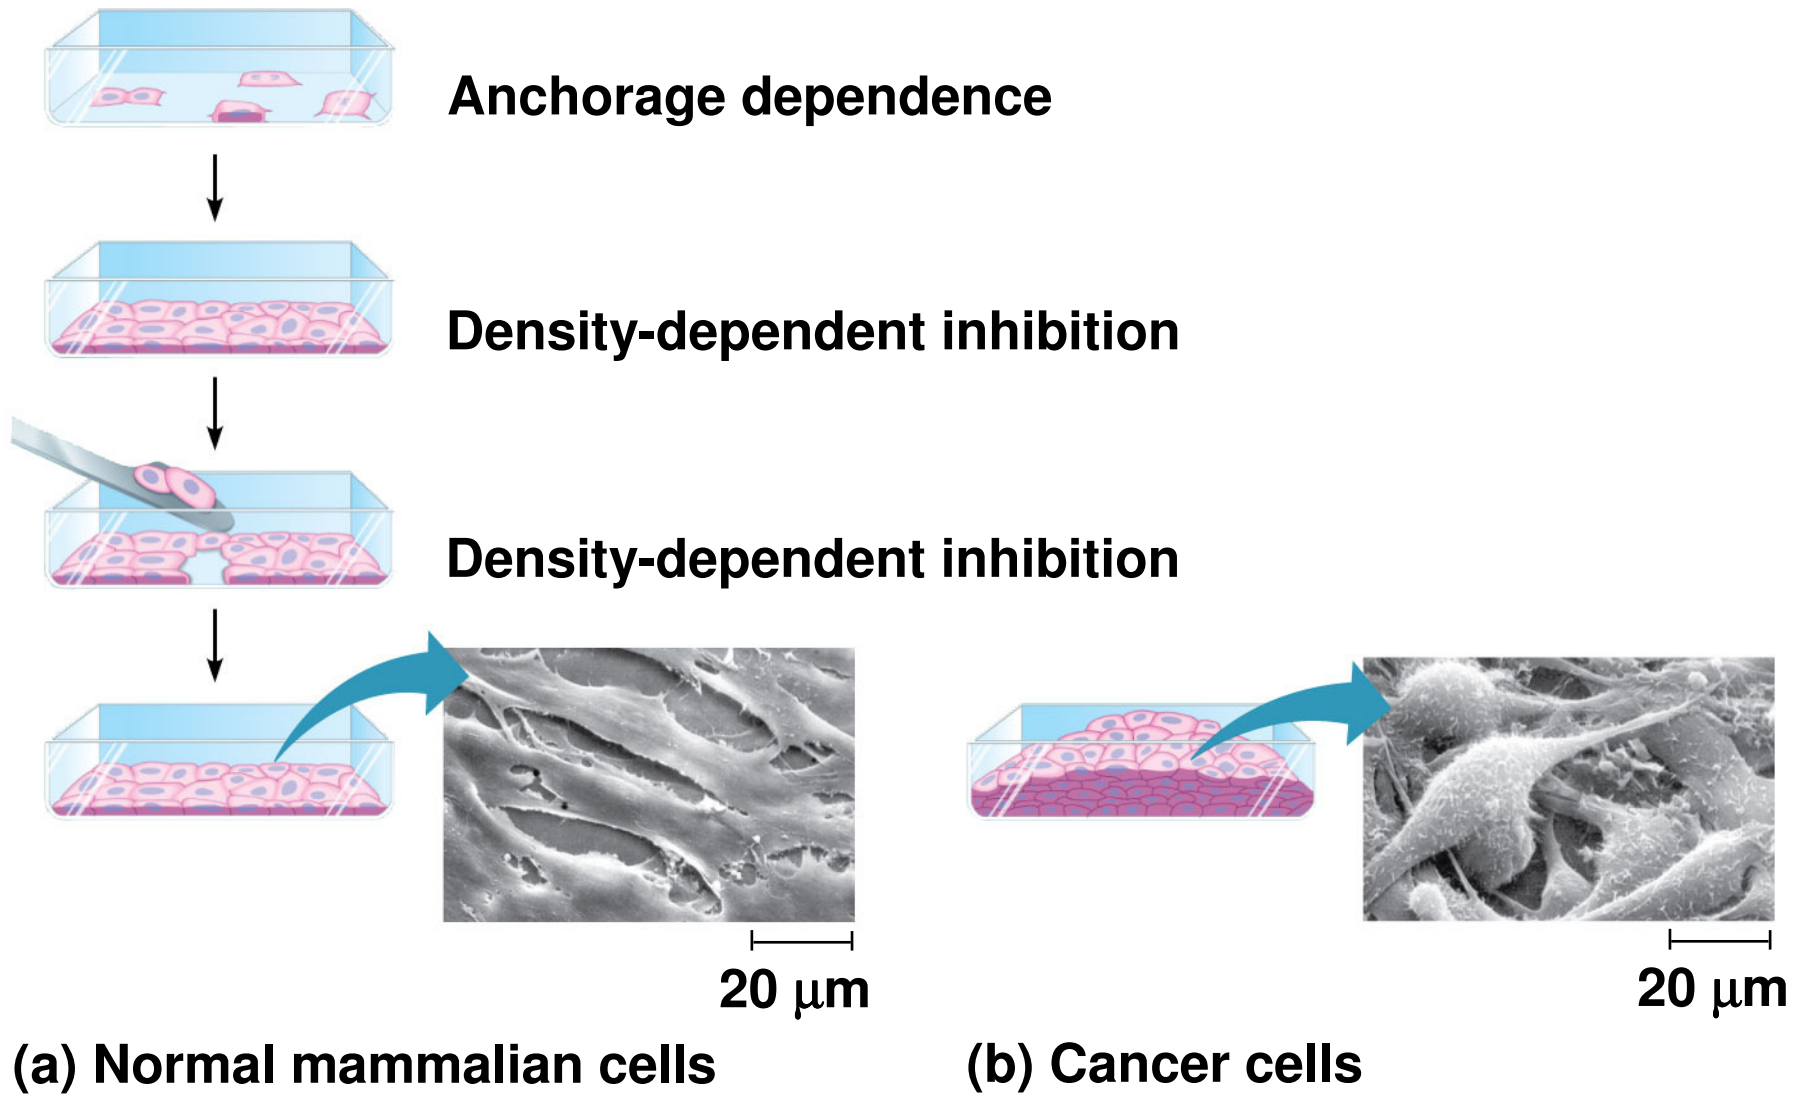 Anchorage dependence
Density-dependent inhibition
Density-dependent inhibition
20 μm
20 μm
(a) Normal mammalian cells
(b) Cancer cells